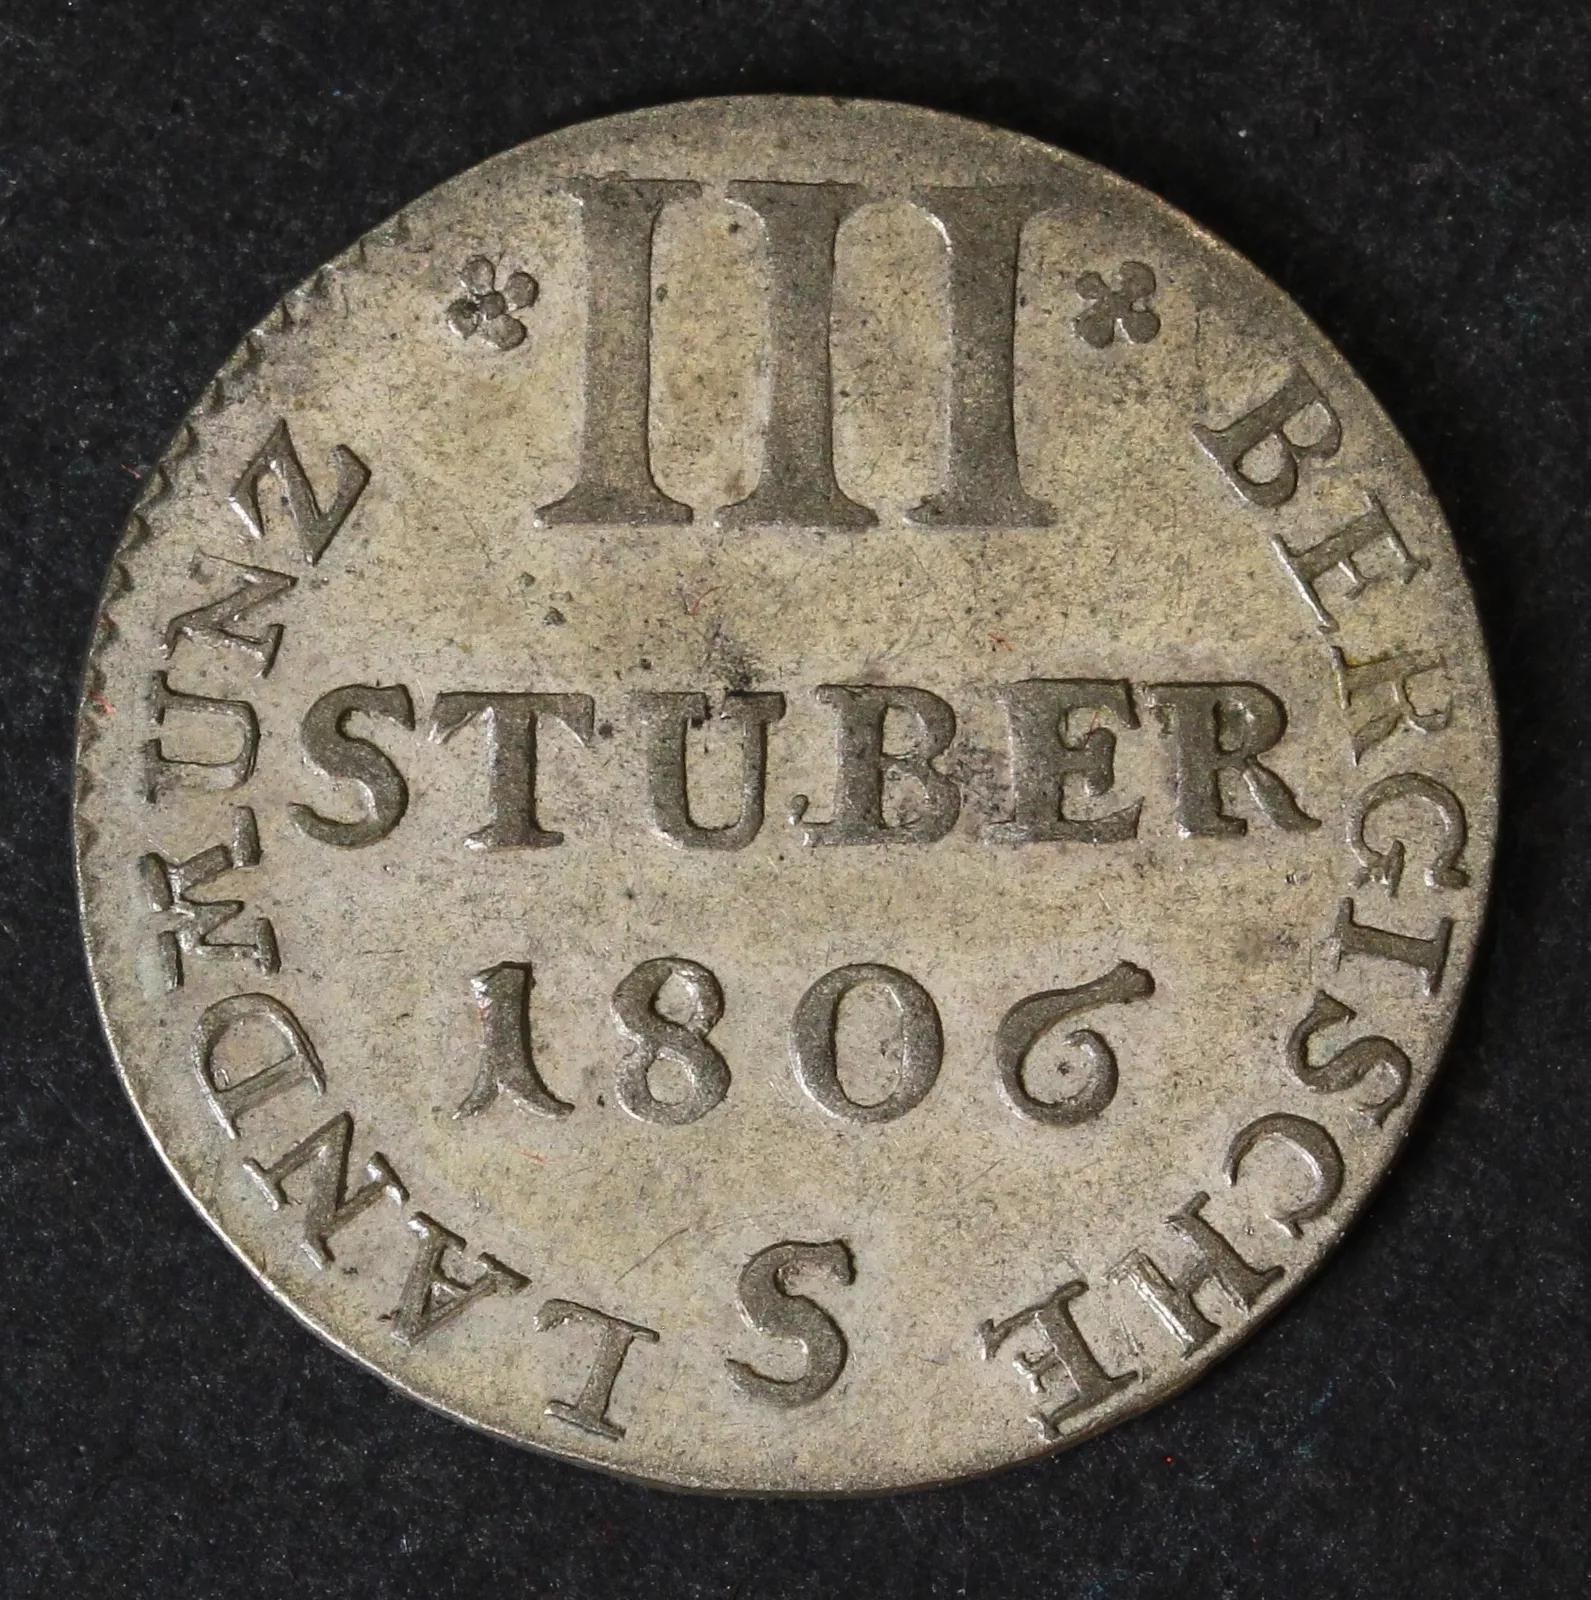 III
STUBER
1806
S
BERGISCHE LANDMUNZ